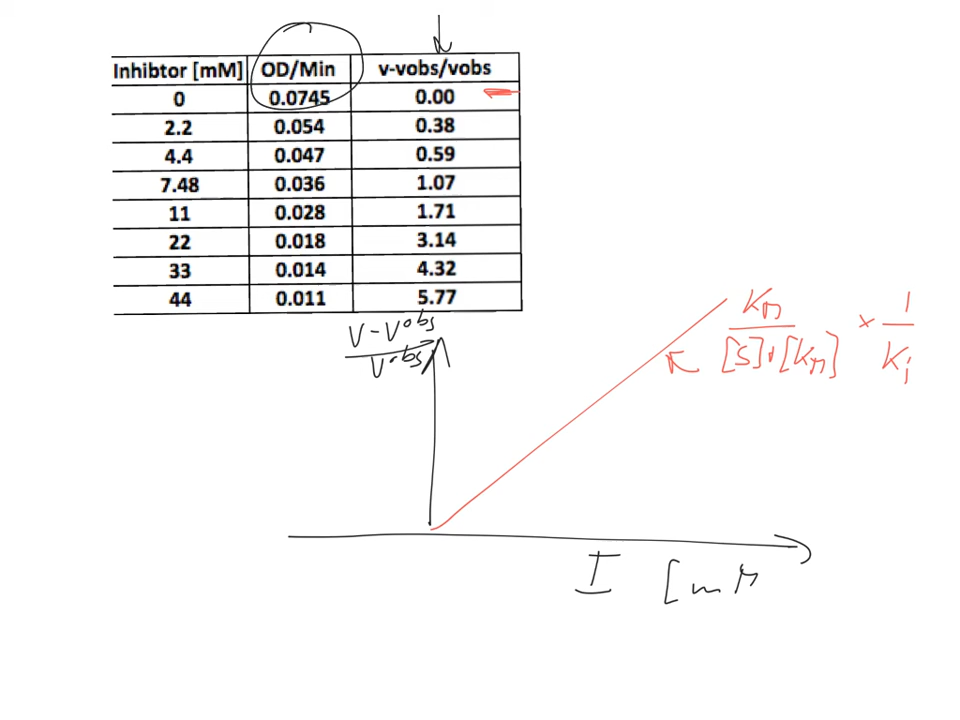 Inhibtor [mM] OD/Min v-vobs/vobs
0 0.0745 0.00
2.2 0.054 0.38
4.4 0.047 0.59
7.48 0.036 1.07
11 0.028 1.71
22 0.018 3.14
33 0.014 4.32
44 0.011 5.77
V-Vobs
Vobs
Km × 1
[S]+[Km] Ki
I [mM